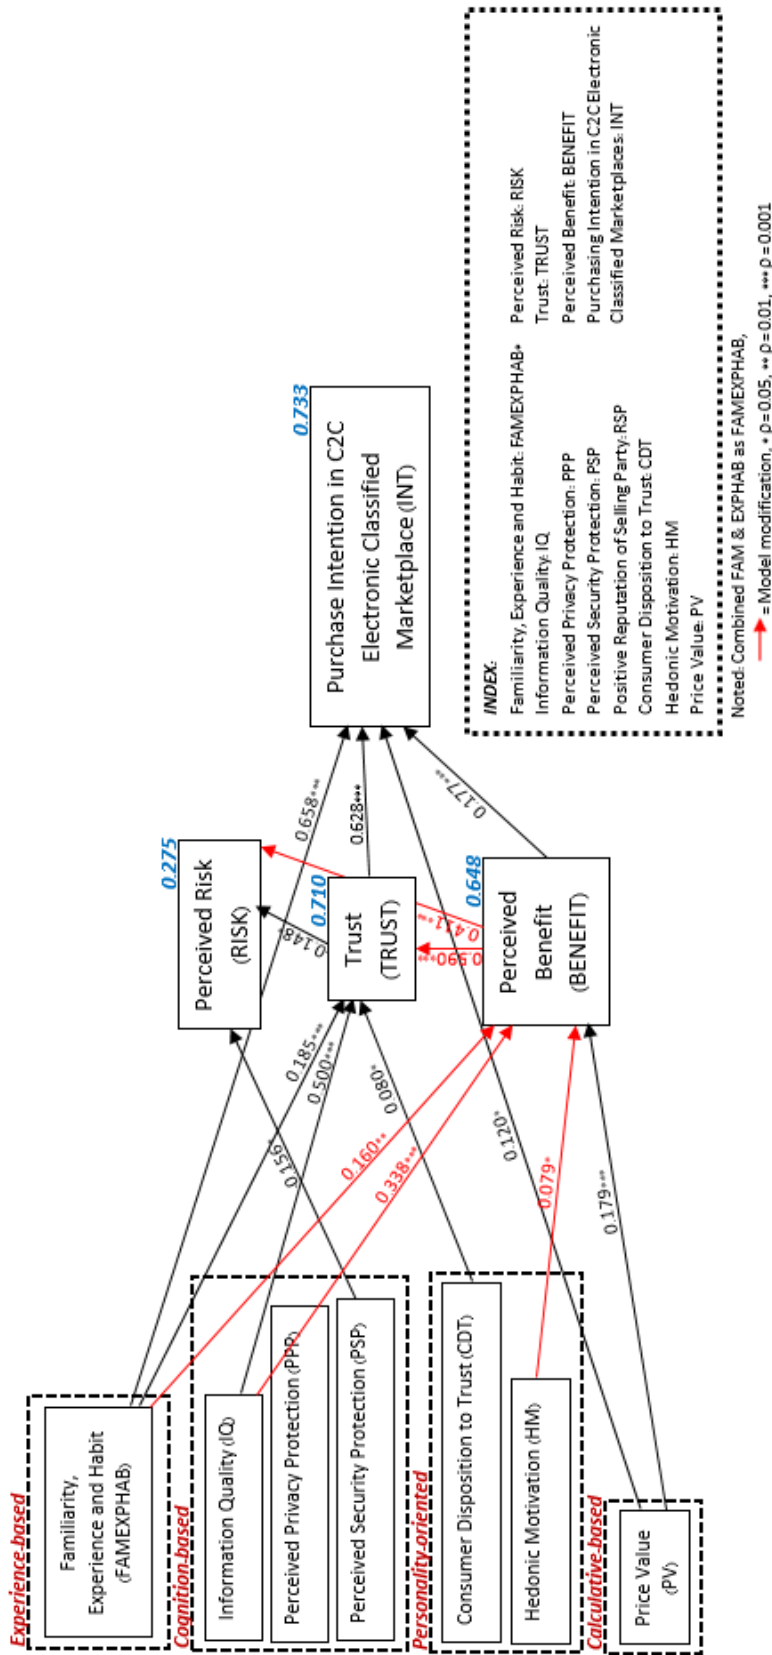 Experience-based
Familiarity,
Experience and Habit
(FAMEXPHAB)
Cognition-based
Information Quality (IQ)
Perceived Privacy Protection (PPP)
Perceived Security Protection (PSP)
Personality-oriented
Consumer Disposition to Trust (CDT)
Hedonic Motivation (HM)
Calculative-based
Price Value
(PV)
0.658***
0.185***
0.500***
0.156*
0.160**
0.338***
0.080*
0.120*
0.079*
0.179***
0.275
Perceived Risk
(RISK)
0.148*
0.710
Trust
(TRUST)
0.411***
0.590***
0.648
Perceived
Benefit
(BENEFIT)
0.628***
0.177***
0.733
Purchase Intention in C2C
Electronic Classified
Marketplace (INT)
INDEX:
Familiarity, Experience and Habit: FAMEXPHAB*
Information Quality: IQ
Perceived Privacy Protection: PPP
Perceived Security Protection: PSP
Positive Reputation of Selling Party: RSP
Consumer Disposition to Trust: CDT
Hedonic Motivation: HM
Price Value: PV
Perceived Risk: RISK
Trust: TRUST
Perceived Benefit: BENEFIT
Purchasing Intention in C2C Electronic
Classified Marketplaces: INT
Noted: Combined FAM & EXPHAB as FAMEXPHAB,
= Model modification, * ρ = 0.05, ** ρ = 0.01, *** ρ = 0.001